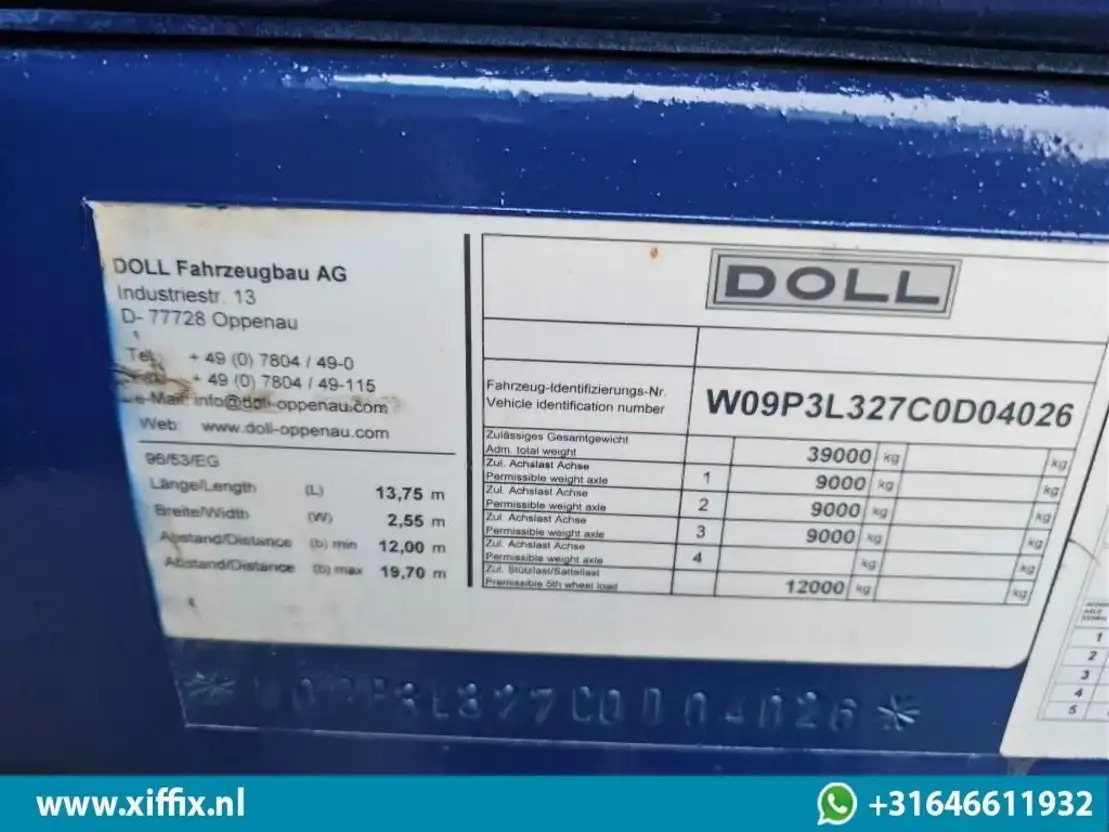 DOLL Fahrzeugbau AG
Industriestr. 13
D- 77728 Oppenau
Tel.: + 49 (0) 7804 / 49-0
+ 49 (0) 7804 / 49-115
e-Mail: info@doll-oppenau.com
Web: www.doll-oppenau.com
96/53/EG
Länge/Length (L) 13,75 m
Breite/Width (W) 2,55 m
Abstand/Distance (b) min 12,00 m
Abstand/Distance (b) max 19,70 m
DOLL
Fahrzeug-Identifizierungs-Nr.
Vehicle identification number W09P3L327C0D04026
Zulässiges Gesamtgewicht
Adm. total weight 39000 kg kg
Zul. Achslast Achse
Permissible weight axle 1 9000 kg kg
Zul. Achslast Achse
Permissible weight axle 2 9000 kg kg
Zul. Achslast Achse
Permissible weight axle 3 9000 kg kg
Zul. Achslast Achse
Permissible weight axle 4 kg kg
Zul. Stützlast/Sattellast
Premissible 5th wheel load 12000 kg kg
1
2
3
4
5
*W09P3L327C0D04026*
www.xiffix.nl
+31646611932